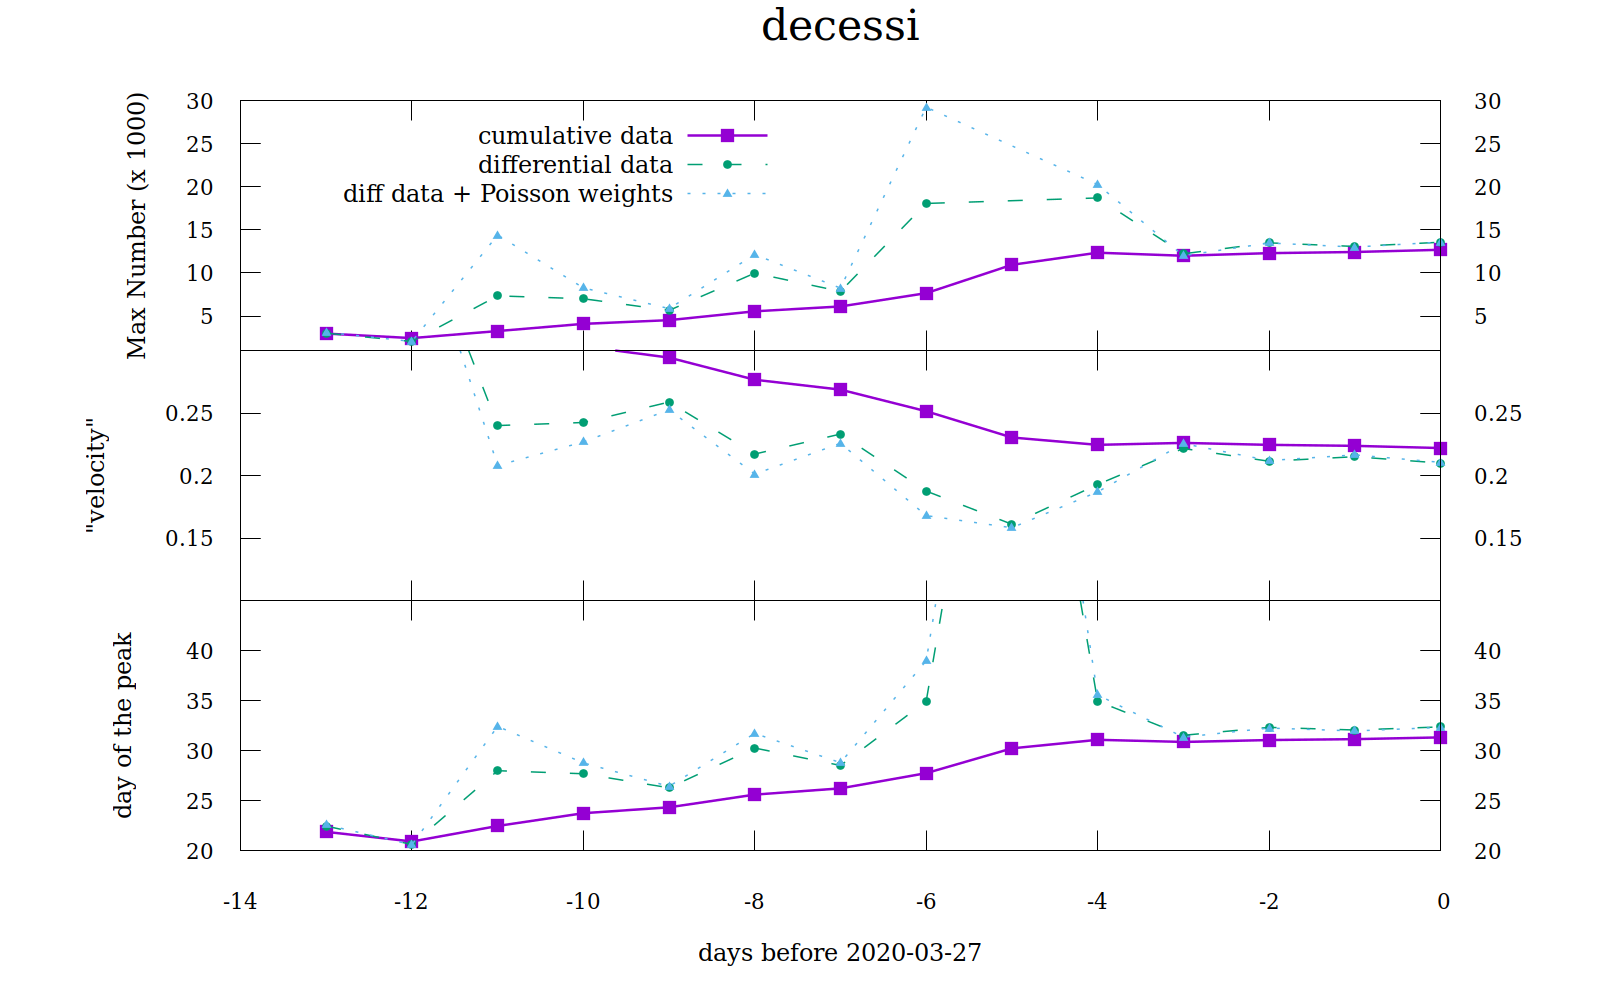 decessi
Max Number (x 1000)
30 30
25 25
20 20
15 15
10 10
5 5
cumulative data
differential data
diff data + Poisson weights
"velocity"
0.25 0.25
0.2 0.2
0.15 0.15
day of the peak
40 40
35 35
30 30
25 25
20 20
-14 -12 -10 -8 -6 -4 -2 0
days before 2020-03-27